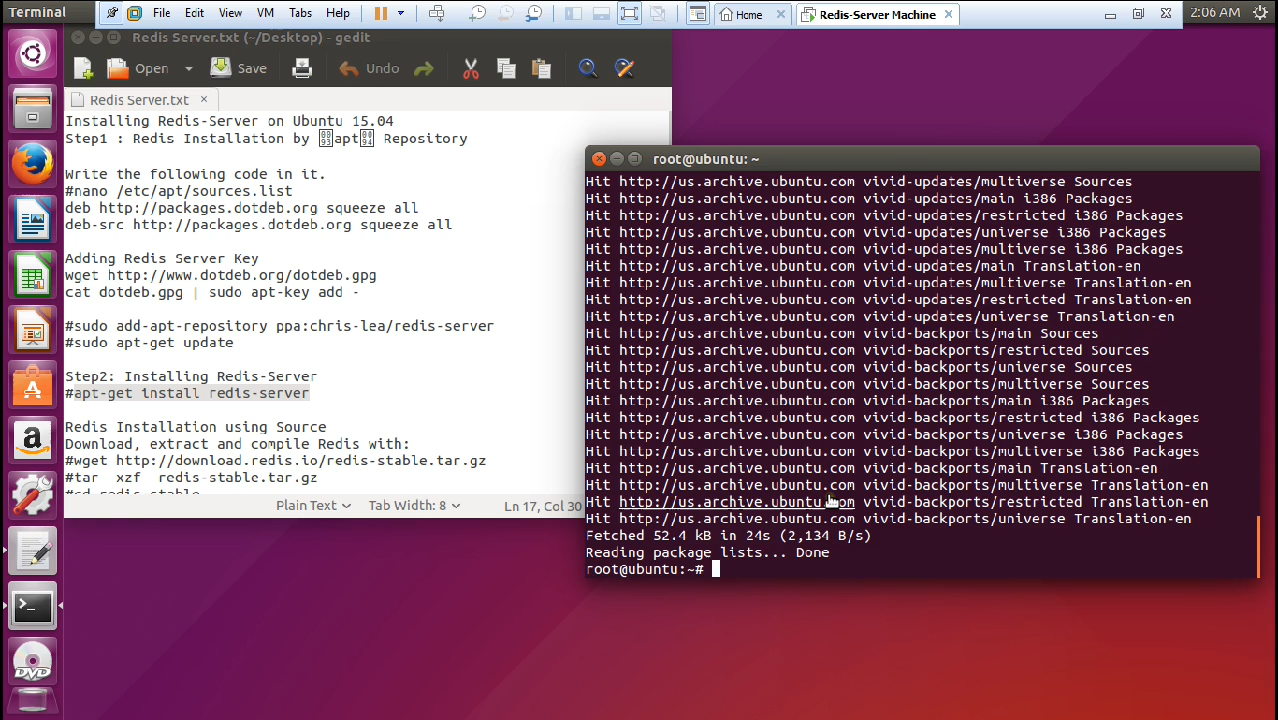 Terminal
File Edit View VM Tabs Help
Home
Redis-Server Machine
2:06 AM
Redis Server.txt (~/Desktop) - gedit
Open Save Undo
Redis Server.txt
Installing Redis-Server on Ubuntu 15.04
Step1 : Redis Installation by apt Repository
Write the following code in it.
#nano /etc/apt/sources.list
deb http://packages.dotdeb.org squeeze all
deb-src http://packages.dotdeb.org squeeze all
Adding Redis Server Key
wget http://www.dotdeb.org/dotdeb.gpg
cat dotdeb.gpg | sudo apt-key add -
#sudo add-apt-repository ppa:chris-lea/redis-server
#sudo apt-get update
Step2: Installing Redis-Server
#apt-get install redis-server
Redis Installation using Source
Download, extract and compile Redis with:
#wget http://download.redis.io/redis-stable.tar.gz
#tar xzf redis-stable.tar.gz
#cd redis-stable
Plain Text Tab Width: 8 Ln 17, Col 30
root@ubuntu: ~
Hit http://us.archive.ubuntu.com vivid-updates/multiverse Sources
Hit http://us.archive.ubuntu.com vivid-updates/main i386 Packages
Hit http://us.archive.ubuntu.com vivid-updates/restricted i386 Packages
Hit http://us.archive.ubuntu.com vivid-updates/universe i386 Packages
Hit http://us.archive.ubuntu.com vivid-updates/multiverse i386 Packages
Hit http://us.archive.ubuntu.com vivid-updates/main Translation-en
Hit http://us.archive.ubuntu.com vivid-updates/multiverse Translation-en
Hit http://us.archive.ubuntu.com vivid-updates/restricted Translation-en
Hit http://us.archive.ubuntu.com vivid-updates/universe Translation-en
Hit http://us.archive.ubuntu.com vivid-backports/main Sources
Hit http://us.archive.ubuntu.com vivid-backports/restricted Sources
Hit http://us.archive.ubuntu.com vivid-backports/universe Sources
Hit http://us.archive.ubuntu.com vivid-backports/multiverse Sources
Hit http://us.archive.ubuntu.com vivid-backports/main i386 Packages
Hit http://us.archive.ubuntu.com vivid-backports/restricted i386 Packages
Hit http://us.archive.ubuntu.com vivid-backports/universe i386 Packages
Hit http://us.archive.ubuntu.com vivid-backports/multiverse i386 Packages
Hit http://us.archive.ubuntu.com vivid-backports/main Translation-en
Hit http://us.archive.ubuntu.com vivid-backports/multiverse Translation-en
Hit http://us.archive.ubuntu.com vivid-backports/restricted Translation-en
Hit http://us.archive.ubuntu.com vivid-backports/universe Translation-en
Fetched 52.4 kB in 24s (2,134 B/s)
Reading package lists... Done
root@ubuntu:~#
DVD